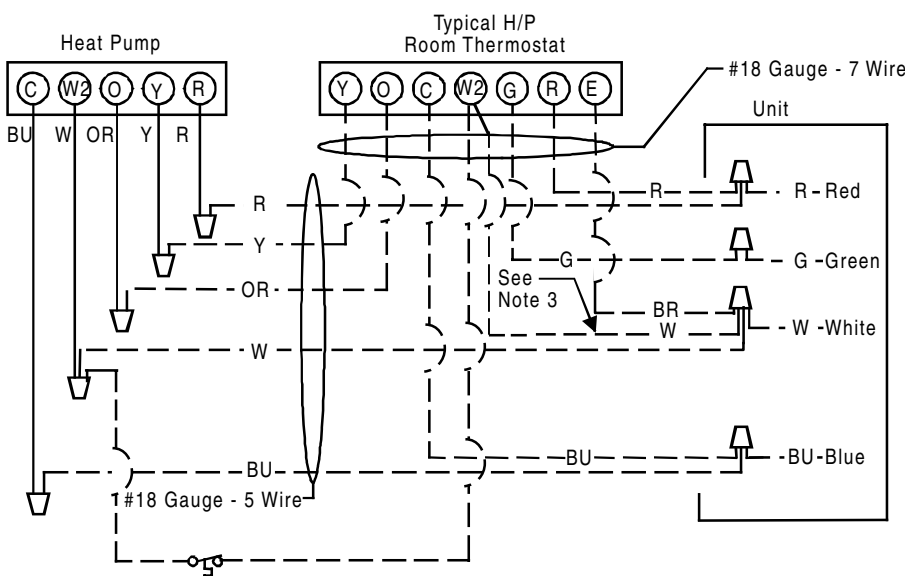 Typical H/P
Room Thermostat
Heat Pump
C W2 O Y R
Y O C W2 G R E
#18 Gauge - 7 Wire
Unit
BU W OR Y R
R
R
R - Red
Y
G
G - Green
OR
See
Note 3
BR
W
W - White
W
BU
BU
BU - Blue
#18 Gauge - 5 Wire